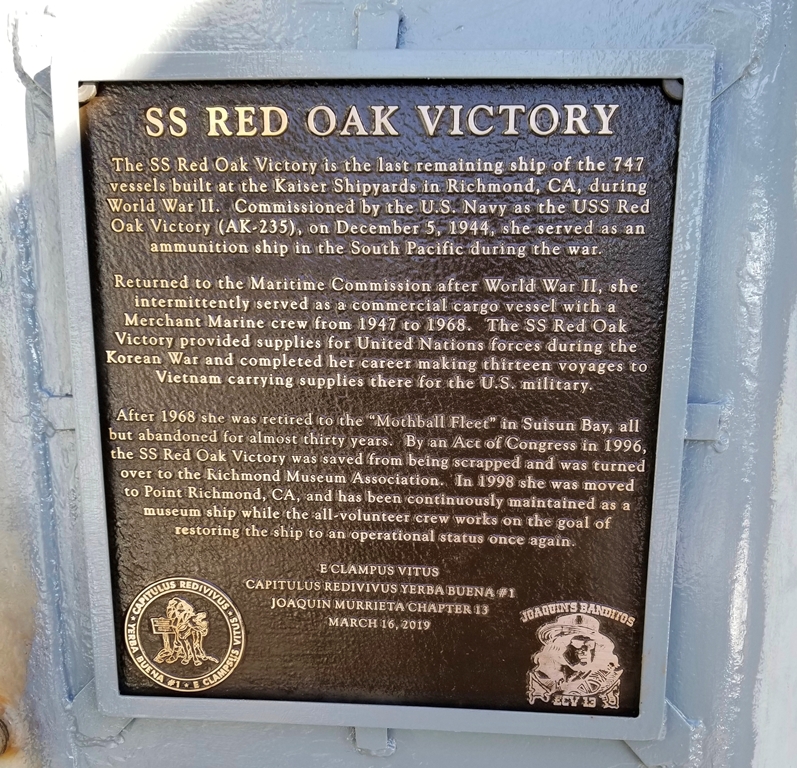 SS RED OAK VICTORY
The SS Red Oak Victory is the last remaining ship of the 747
vessels built at the Kaiser Shipyards in Richmond, CA, during
World War II. Commissioned by the U.S. Navy as the USS Red
Oak Victory (AK-235), on December 5, 1944, she served as an
ammunition ship in the South Pacific during the war.
Returned to the Maritime Commission after World War II, she
intermittently served as a commercial cargo vessel with a
Merchant Marine crew from 1947 to 1968. The SS Red Oak
Victory provided supplies for United Nations forces during the
Korean War and completed her career making thirteen voyages to
Vietnam carrying supplies there for the U.S. military.
After 1968 she was retired to the “Mothball Fleet” in Suisun Bay, all
but abandoned for almost thirty years. By an Act of Congress in 1996,
the SS Red Oak Victory was saved from being scrapped and was turned
over to the Richmond Museum Association. In 1998 she was moved
to Point Richmond, CA, and has been continuously maintained as a
museum ship while the all-volunteer crew works on the goal of
restoring the ship to an operational status once again.
E CLAMPUS VITUS
CAPITULUS REDIVIVUS YERBA BUENA #1
JOAQUIN MURRIETA CHAPTER 13
MARCH 16, 2019
CAPITULUS REDIVIVUS
YERBA BUENA #1 ★ E CLAMPSUS VITUS
JOAQUIN'S BANDITOS
ECV 13